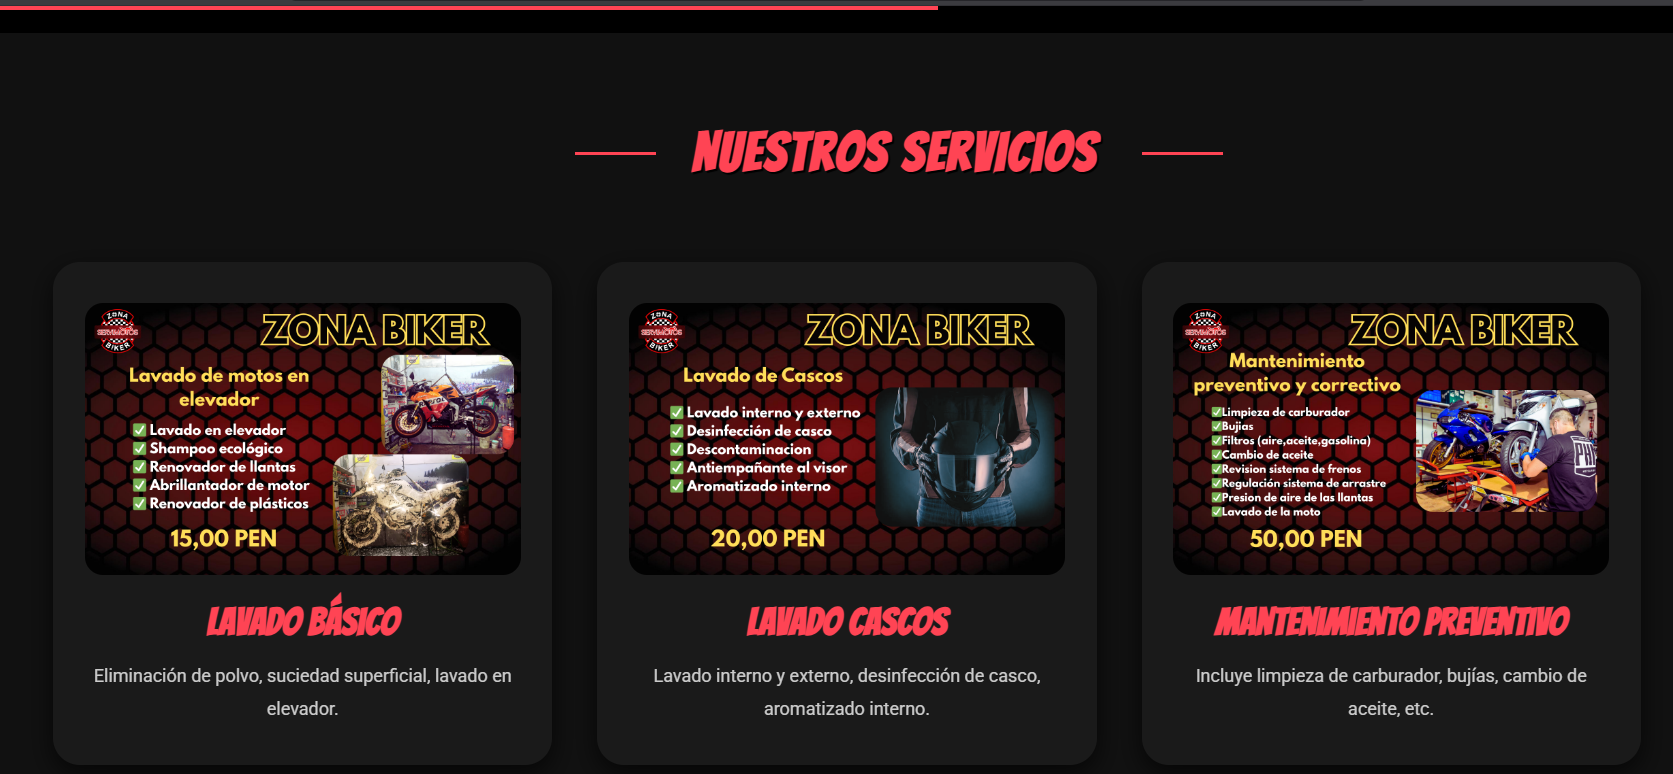 NUESTROS SERVICIOS
ZONA
SERVIMOTOS
BIKER
ZONA BIKER
Lavado de motos en
elevador
✅ Lavado en elevador
✅ Shampoo ecológico
✅ Renovador de llantas
✅ Abrillantador de motor
✅ Renovador de plásticos
15,00 PEN
LAVADO BÁSICO
Eliminación de polvo, suciedad superficial, lavado en
elevador.
ZONA
SERVIMOTOS
BIKER
ZONA BIKER
Lavado de Cascos
✅ Lavado interno y externo
✅ Desinfección de casco
✅ Descontaminacion
✅ Antiempañante al visor
✅ Aromatizado interno
20,00 PEN
LAVADO CASCOS
Lavado interno y externo, desinfección de casco,
aromatizado interno.
ZONA
SERVIMOTOS
BIKER
ZONA BIKER
Mantenimiento
preventivo y correctivo
✅Limpieza de carburador
✅Bujias
✅Filtros (aire,aceite,gasolina)
✅Cambio de aceite
✅Revision sistema de frenos
✅Regulación sistema de arrastre
✅Presion de aire de las llantas
✅Lavado de la moto
50,00 PEN
MANTENIMIENTO PREVENTIVO
Incluye limpieza de carburador, bujías, cambio de
aceite, etc.